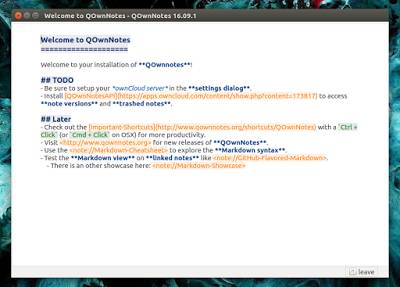 Welcome to QOwnNotes - QOwnNotes 16.09.1
Welcome to QOwnNotes
====================
Welcome to your installation of **QOwnNotes**!
## TODO
- Be sure to setup your *ownCloud server* in the **settings dialog**.
- Install [QOwnNotesAPI](https://apps.owncloud.com/content/show.php?content=173817) to access
**note versions** and **trashed notes**.
## Later
- Check out the [Important-Shortcuts](http://www.qownnotes.org/shortcuts/QOwnNotes) with a `Ctrl +
Click` (or `Cmd + Click` on OSX) for more productivity.
- Visit <http://www.qownnotes.org> for new releases of **QOwnNotes**.
- Use the <note://Markdown-Cheatsheet> to explore the **Markdown syntax**.
- Test the **Markdown view** on **linked notes** like <note://GitHub-Flavored-Markdown>.
- There is another showcase here: <note://Markdown-Showcase>
leave